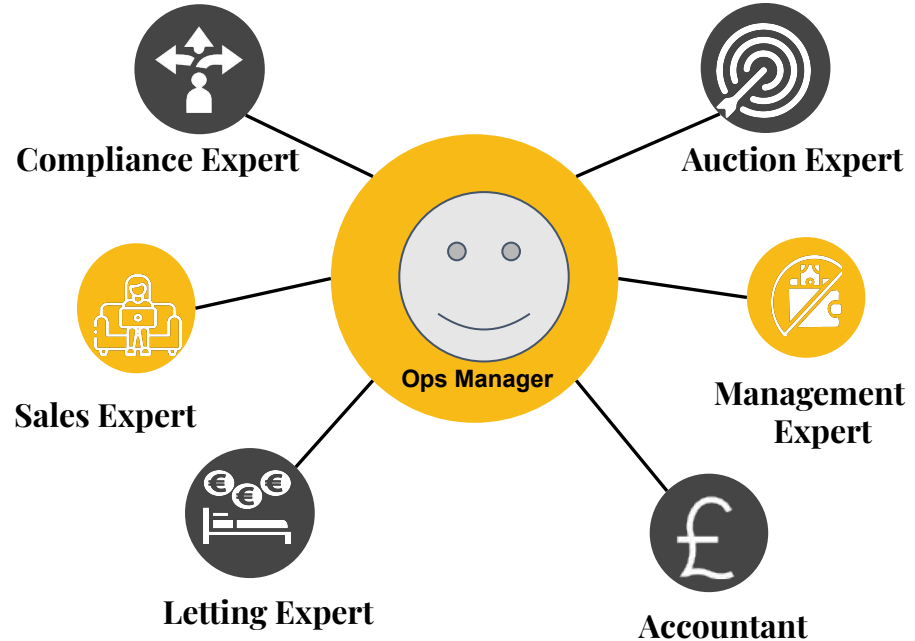 Compliance Expert
Auction Expert
Ops Manager
Sales Expert
Management
Expert
€ € €
Letting Expert
£
Accountant